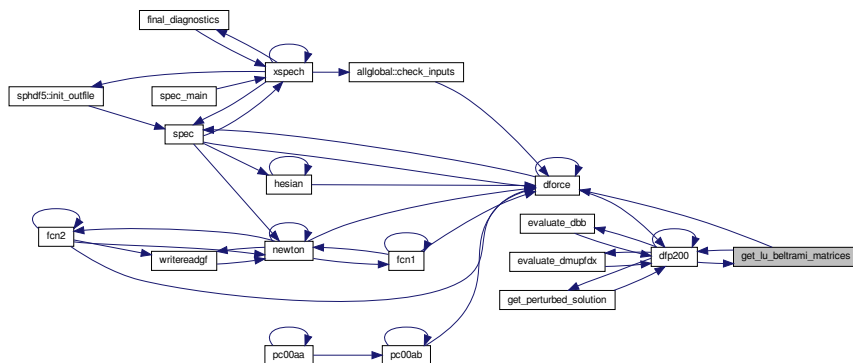 final_diagnostics
xspech
allglobal::check_inputs
sphdf5::init_outfile
spec_main
spec
hesian
dforce
evaluate_dbb
fcn2
newton
writereadgf
fcn1
evaluate_dmupfdx
dfp200
get_lu_beltrami_matrices
get_perturbed_solution
pc00aa
pc00ab